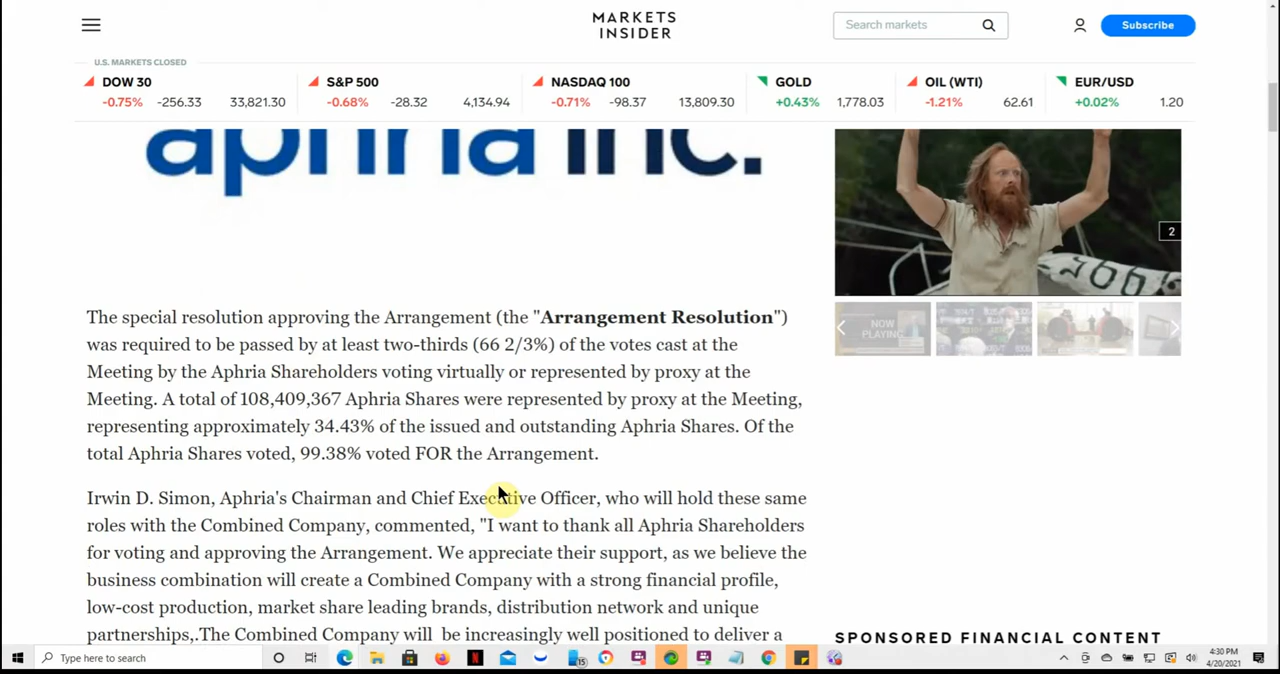 MARKETS
INSIDER
Search markets
Subscribe
U.S. MARKETS CLOSED
DOW 30
-0.75% -256.33 33,821.30
S&P 500
-0.68% -28.32 4,134.94
NASDAQ 100
-0.71% -98.37 13,809.30
GOLD
+0.43% 1,778.03
OIL (WTI)
-1.21% 62.61
EUR/USD
+0.02% 1.20
aphria inc.
2
NOW
PLAYING
The special resolution approving the Arrangement (the "Arrangement Resolution")
was required to be passed by at least two-thirds (66 2/3%) of the votes cast at the
Meeting by the Aphria Shareholders voting virtually or represented by proxy at the
Meeting. A total of 108,409,367 Aphria Shares were represented by proxy at the Meeting,
representing approximately 34.43% of the issued and outstanding Aphria Shares. Of the
total Aphria Shares voted, 99.38% voted FOR the Arrangement.
Irwin D. Simon, Aphria's Chairman and Chief Executive Officer, who will hold these same
roles with the Combined Company, commented, "I want to thank all Aphria Shareholders
for voting and approving the Arrangement. We appreciate their support, as we believe the
business combination will create a Combined Company with a strong financial profile,
low-cost production, market share leading brands, distribution network and unique
partnerships,.The Combined Company will be increasingly well positioned to deliver a
SPONSORED FINANCIAL CONTENT
Type here to search
15
4:30 PM
4/20/2021